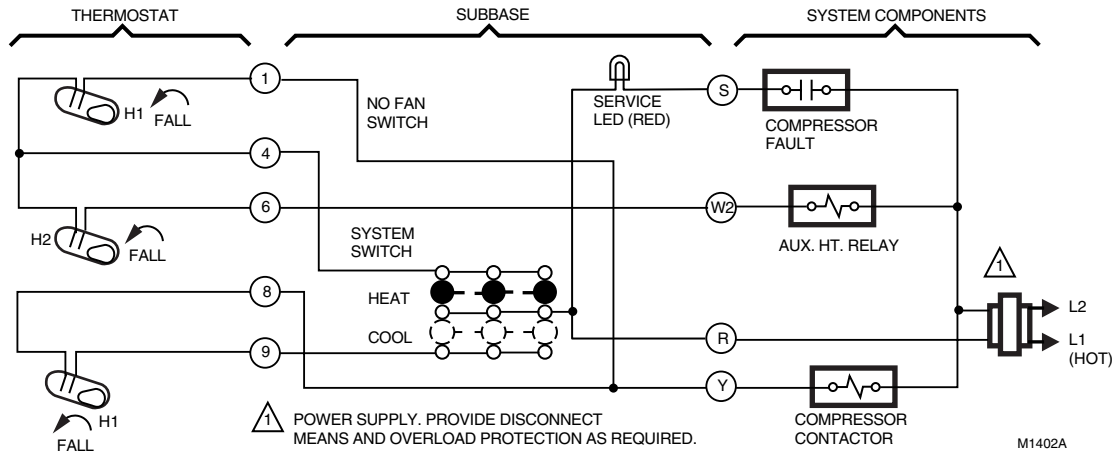 THERMOSTAT
SUBBASE
SYSTEM COMPONENTS
1
H1
FALL
NO FAN
SWITCH
SERVICE
LED (RED)
S
COMPRESSOR
FAULT
4
6
W2
H2
FALL
SYSTEM
SWITCH
AUX. HT. RELAY
1
8
HEAT
COOL
L2
9
R
L1
(HOT)
Y
H1
FALL
1
POWER SUPPLY. PROVIDE DISCONNECT
MEANS AND OVERLOAD PROTECTION AS REQUIRED.
COMPRESSOR
CONTACTOR
M1402A